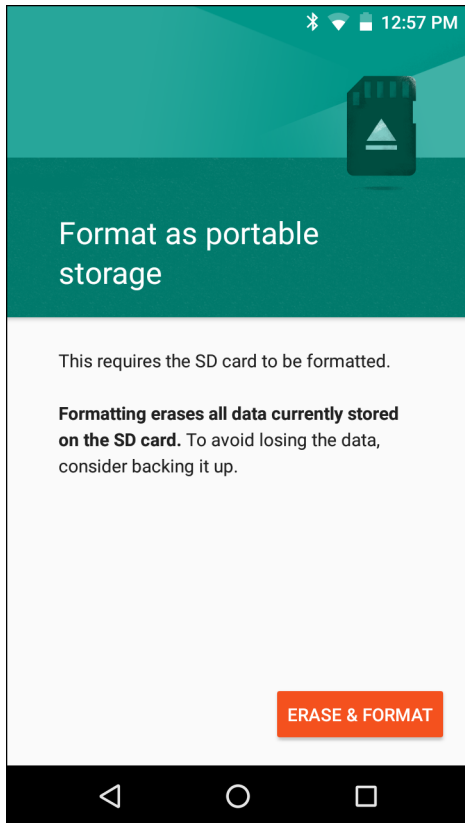 12:57 PM
Format as portable
storage
This requires the SD card to be formatted.
Formatting erases all data currently stored
on the SD card. To avoid losing the data,
consider backing it up.
ERASE & FORMAT